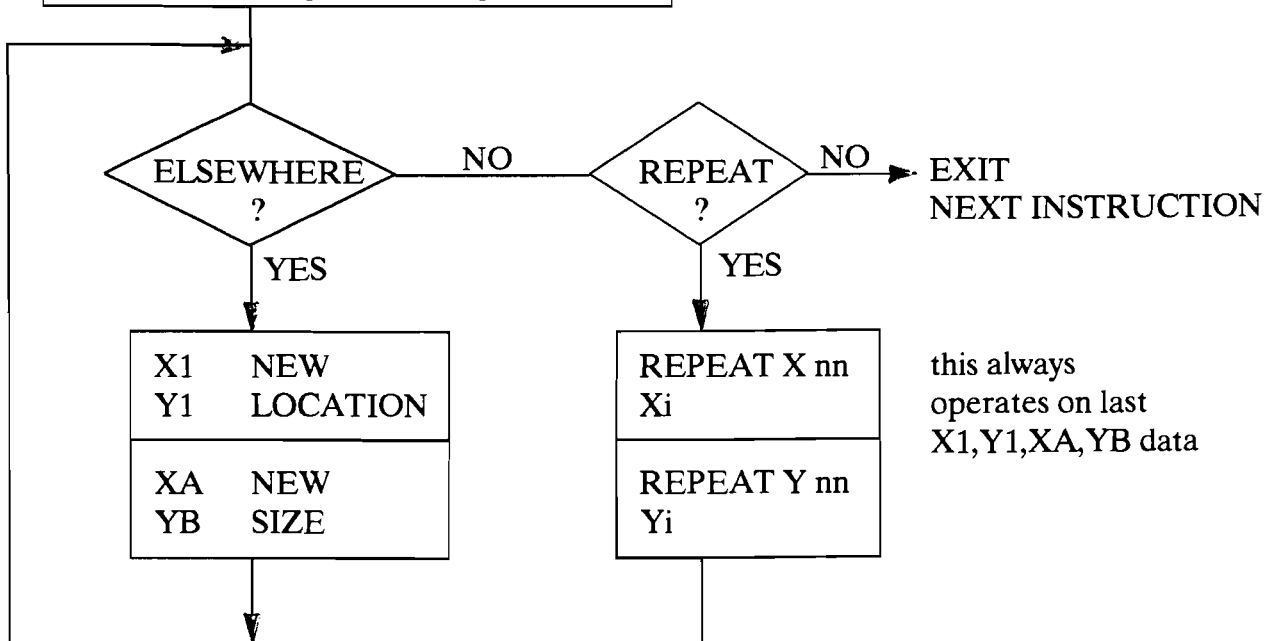 ELSEWHERE
?
NO
REPEAT
?
NO
EXIT
NEXT INSTRUCTION
YES
YES
X1 NEW
Y1 LOCATION
XA NEW
YB SIZE
REPEAT X nn
Xi
REPEAT Y nn
Yi
this always
operates on last
X1,Y1,XA,YB data